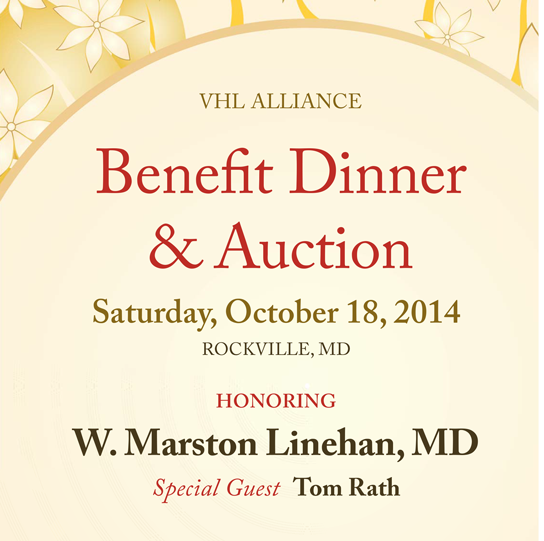 VHL ALLIANCE
Benefit Dinner
& Auction
Saturday, October 18, 2014
ROCKVILLE, MD
HONORING
W. Marston Linehan, MD
Special Guest Tom Rath